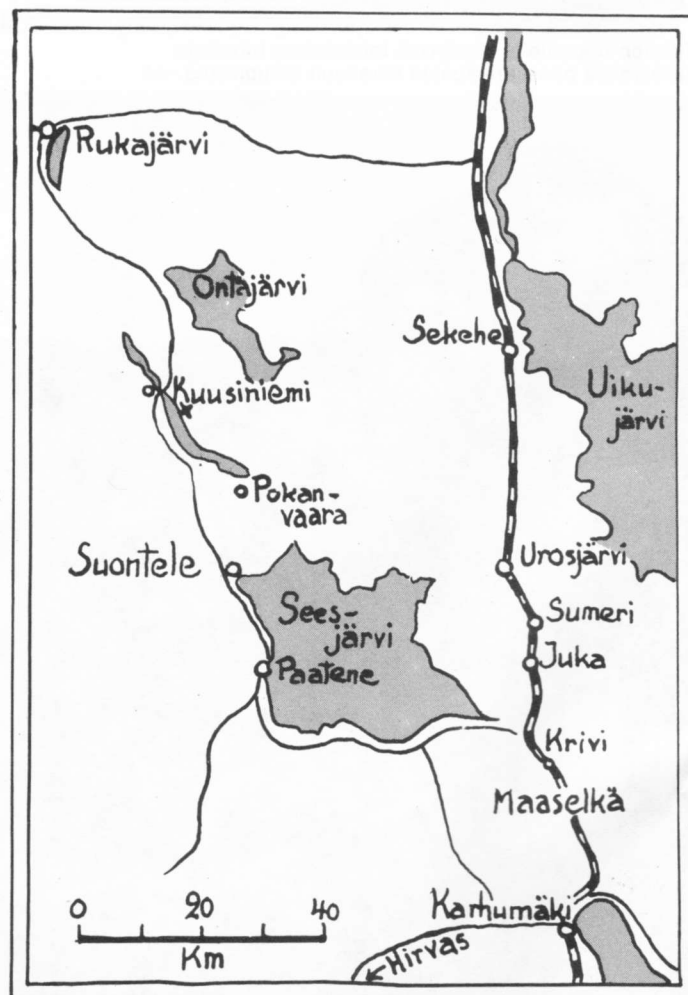 Rukajärvi
Ontajärvi
Sekehe
Kuusiniemi
Uiku-
järvi
Pokan-
vaara
Suontele
Urosjärvi
Sees-
järvi
Sumeri
Paatene
Juka
Krivi
Maaselkä
0 20 40
Km
Karhumäki
Hirvas